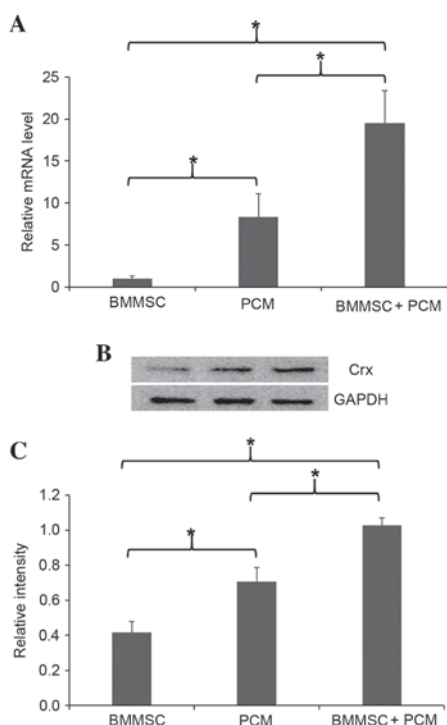 A
*
*
*
25
20
15
10
5
0
Relative mRNA level
BMMSC PCM BMMSC + PCM
B
Crx
GAPDH
C
*
*
*
1.2
1.0
0.8
0.6
0.4
0.2
0.0
Relative intensity
BMMSC PCM BMMSC + PCM